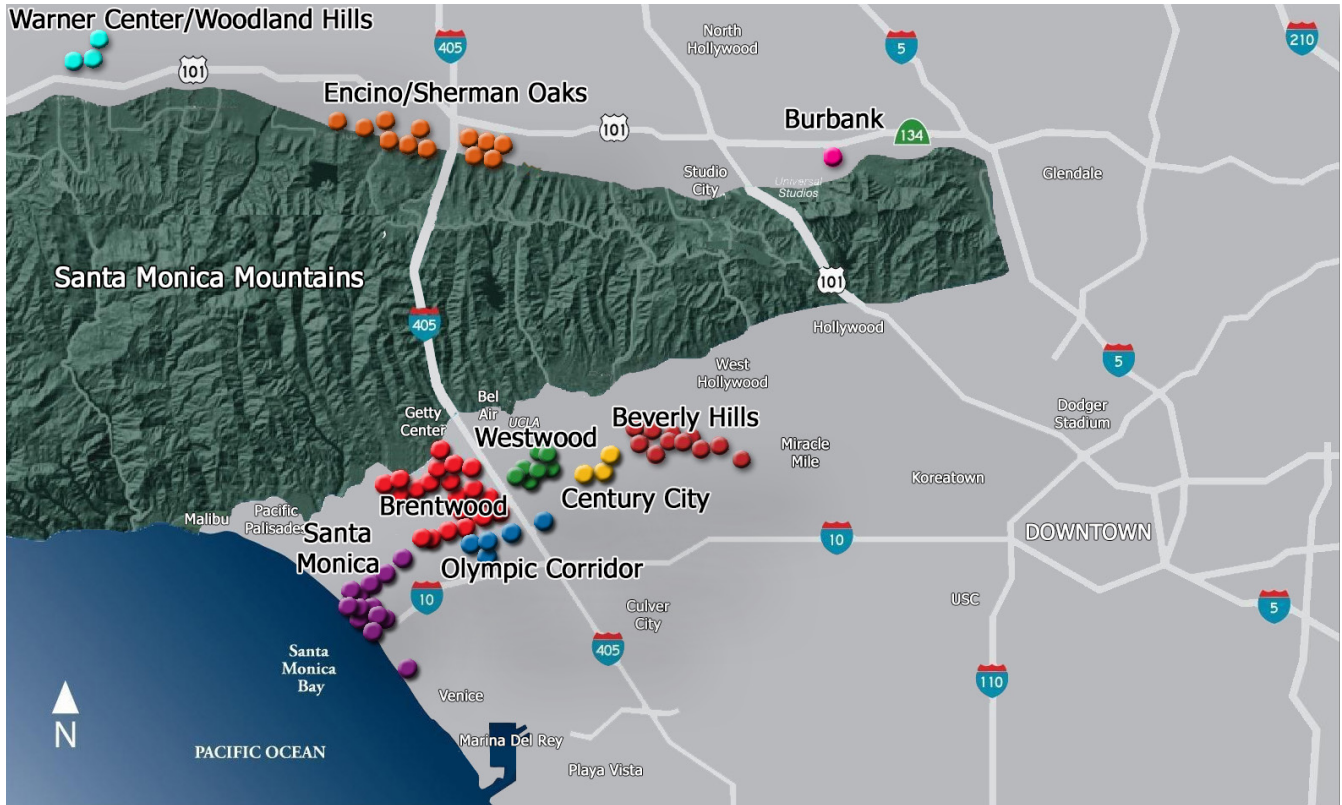 Warner Center/Woodland Hills
405
North
Hollywood
5
210
101
Encino/Sherman Oaks
101
Burbank
134
Studio
City
Universal
Studios
Glendale
Santa Monica Mountains
101
405
Hollywood
5
West
Hollywood
Bel
Air
Getty
Center
UCLA
Beverly Hills
Dodger
Stadium
Westwood
Miracle
Mile
Koreatown
Century City
Brentwood
Malibu
Pacific
Palisades
Santa
Monica
10
DOWNTOWN
Olympic Corridor
10
USC
5
Culver
City
405
Santa
Monica
Bay
110
Venice
N
PACIFIC OCEAN
Marina Del Rey
Playa Vista